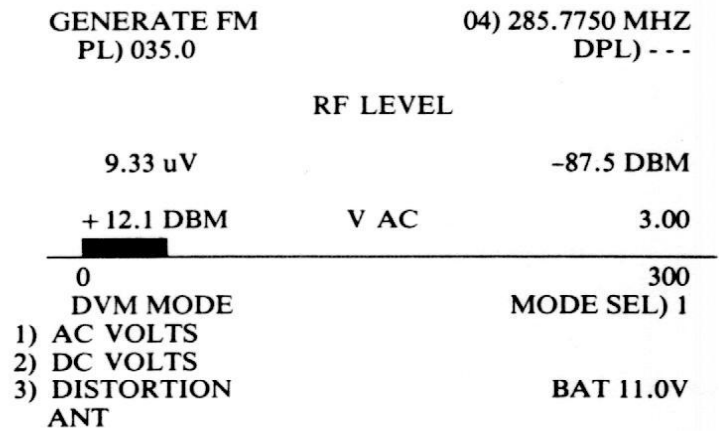 GENERATE FM 04) 285.7750 MHZ
PL) 035.0 DPL) - - -
RF LEVEL
9.33 uV -87.5 DBM
+ 12.1 DBM V AC 3.00
0 300
DVM MODE MODE SEL) 1
1) AC VOLTS
2) DC VOLTS
3) DISTORTION BAT 11.0V
ANT